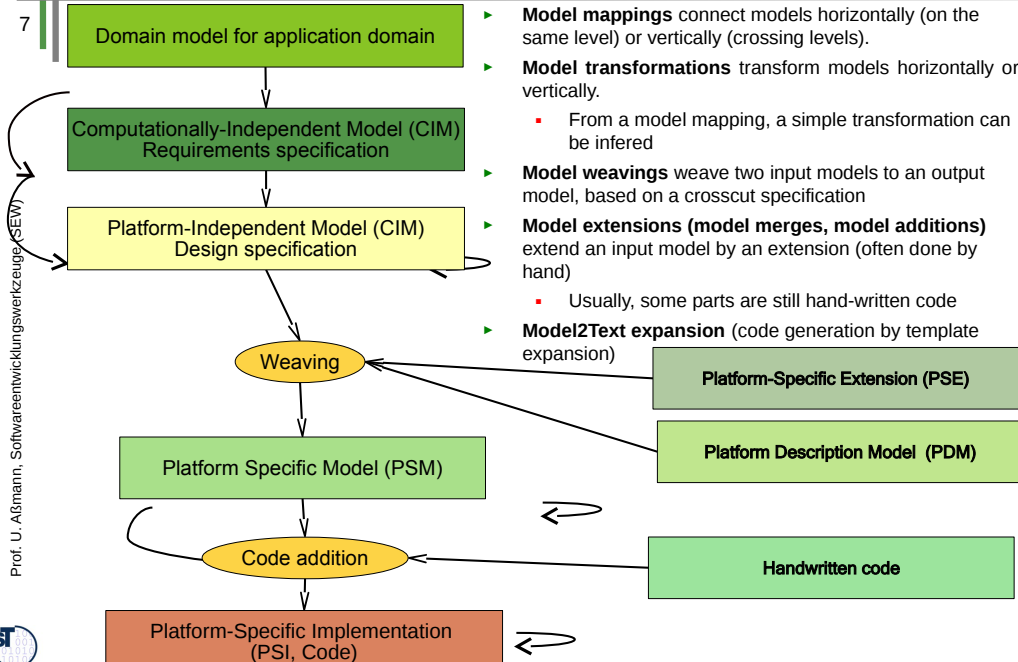 7
Domain model for application domain
Computationally-Independent Model (CIM)
Requirements specification
Platform-Independent Model (CIM)
Design specification
Weaving
Platform Specific Model (PSM)
Code addition
Platform-Specific Implementation
(PSI, Code)
► Model mappings connect models horizontally (on the
same level) or vertically (crossing levels).
► Model transformations transform models horizontally or
vertically.
▪ From a model mapping, a simple transformation can
be infered
► Model weavings weave two input models to an output
model, based on a crosscut specification
► Model extensions (model merges, model additions)
extend an input model by an extension (often done by
hand)
▪ Usually, some parts are still hand-written code
► Model2Text expansion (code generation by template
expansion)
Platform-Specific Extension (PSE)
Platform Description Model (PDM)
Handwritten code
Prof. U. Aßmann, Softwareentwicklungswerkzeuge (SEW)
ST